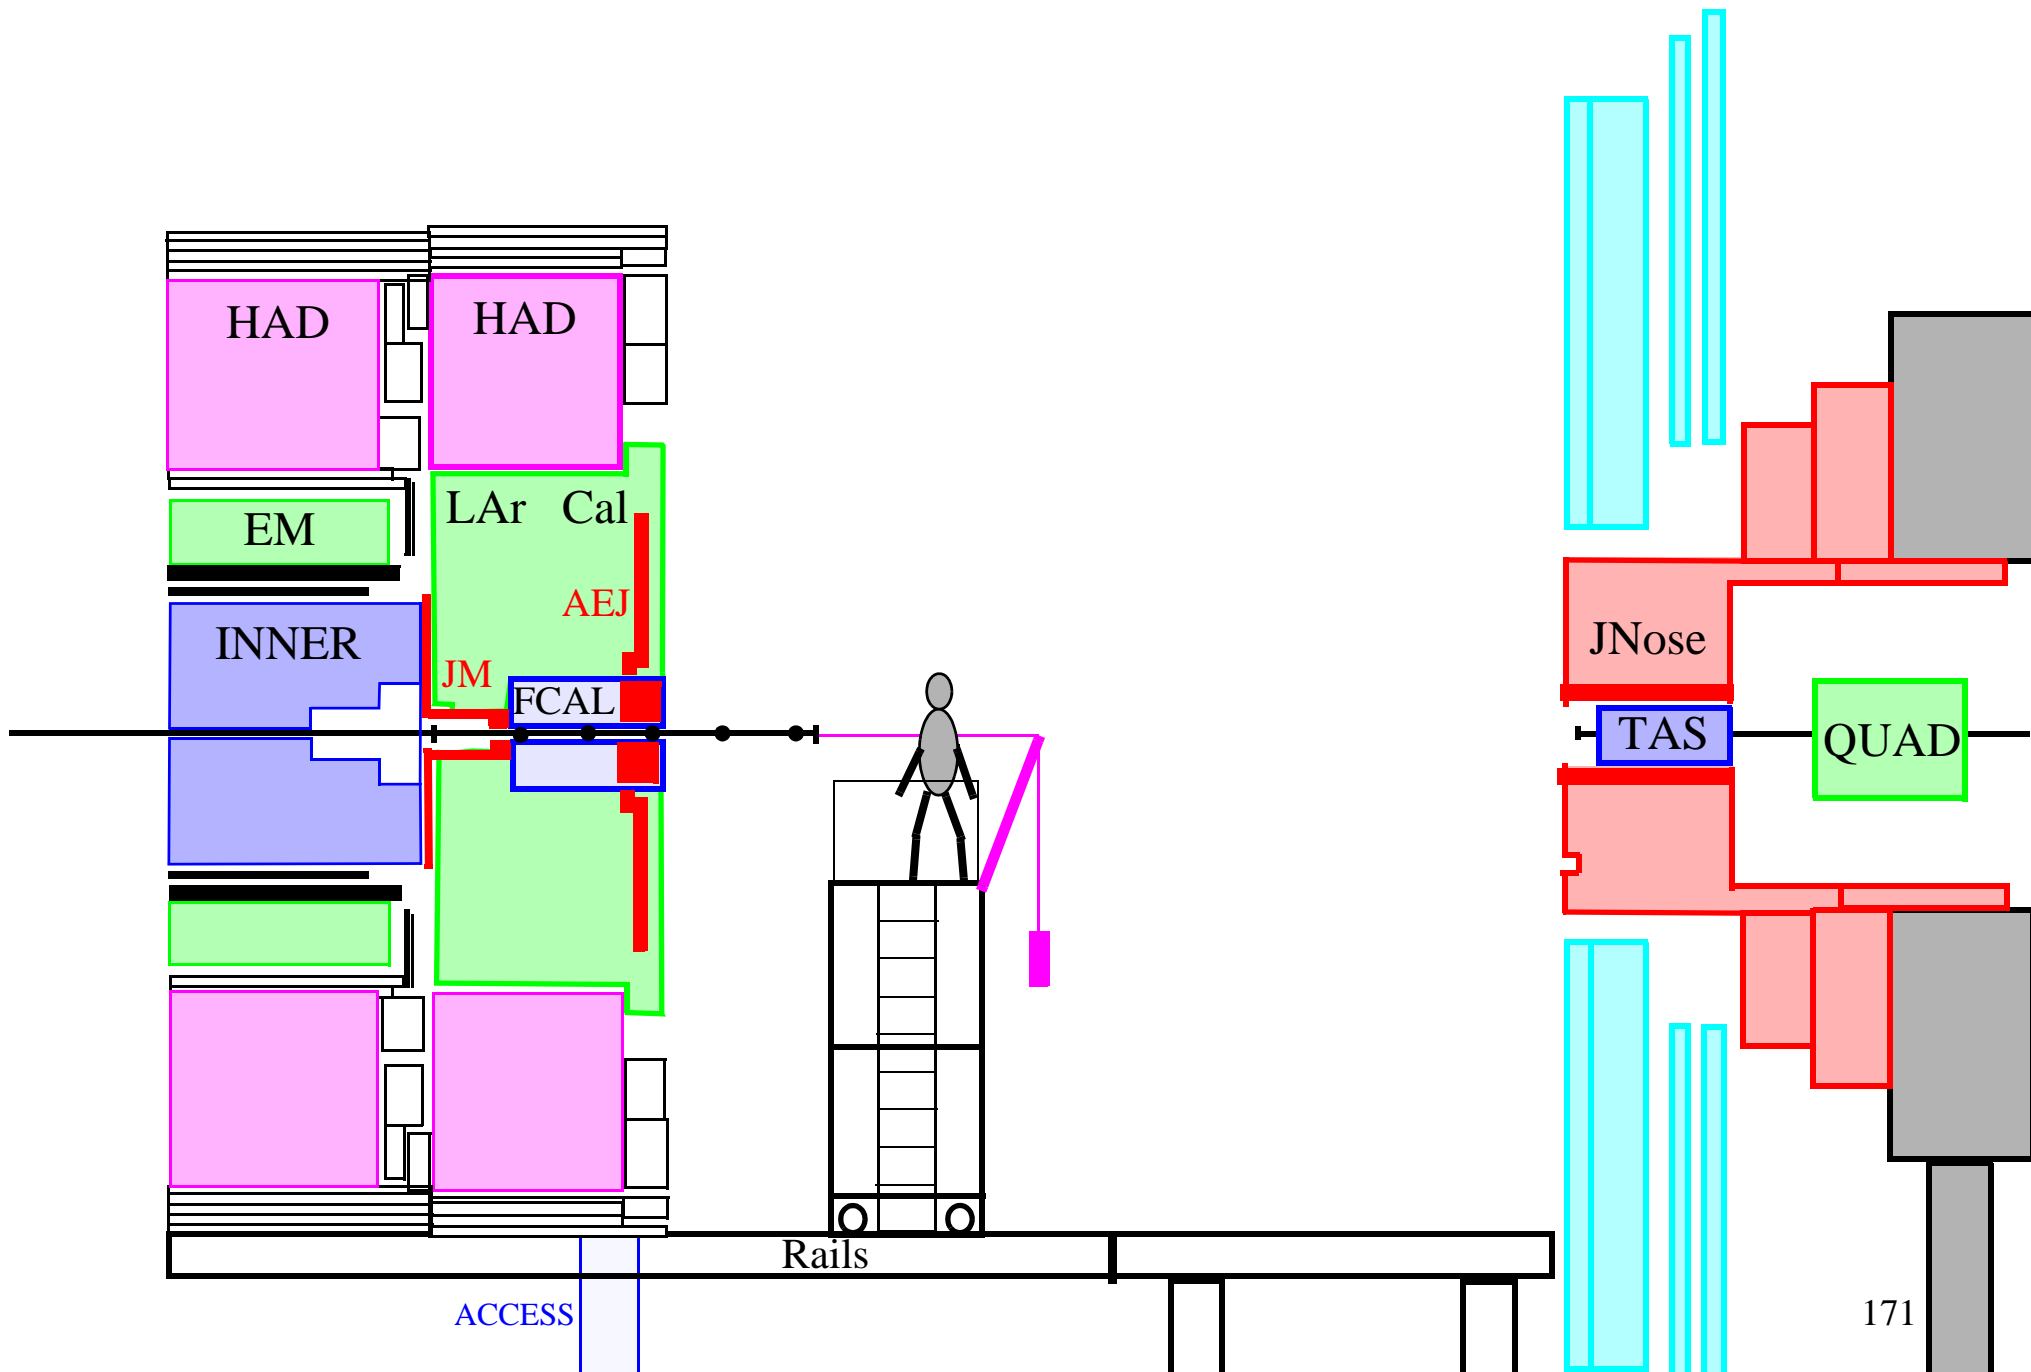 HAD
HAD
LAr Cal
EM
AEJ
INNER
JM
FCAL
JNose
TAS
QUAD
Rails
ACCESS
171